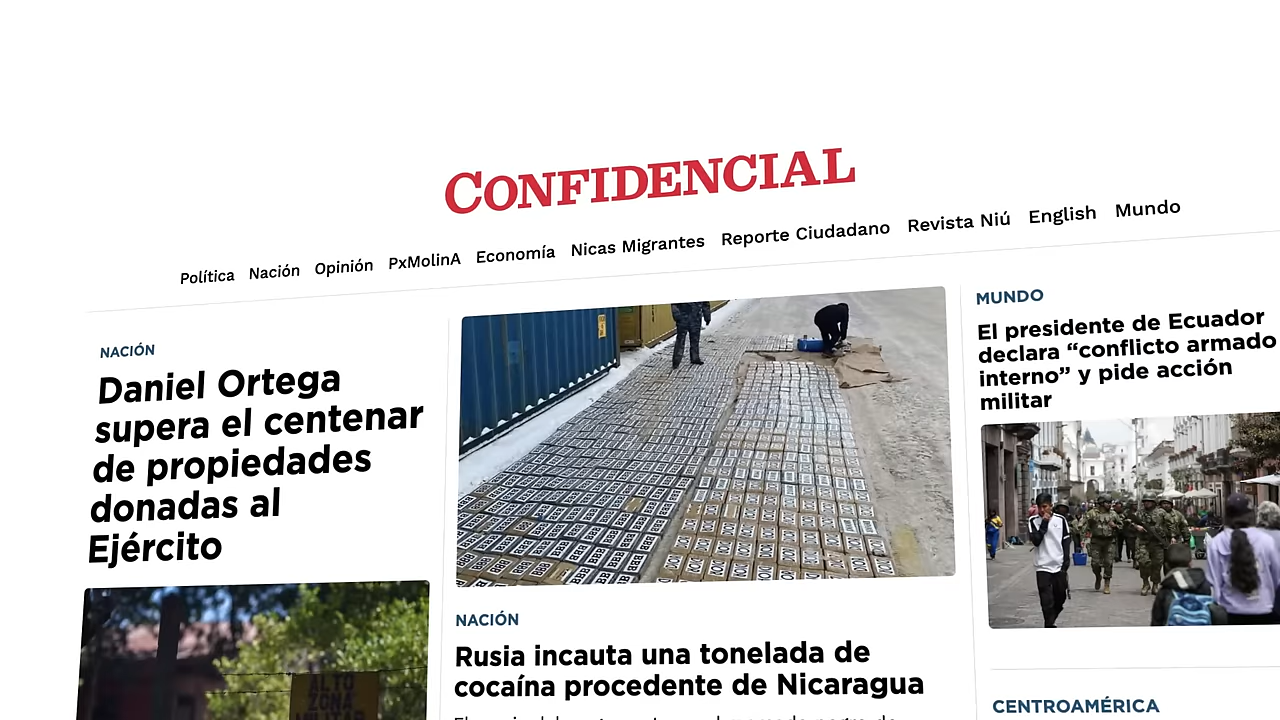 CONFIDENCIAL
Política Nación Opinión PxMolinA Economía Nicas Migrantes Reporte Ciudadano Revista Niú English Mundo
NACIÓN
Daniel Ortega
supera el centenar
de propiedades
donadas al
Ejército
ALTO
ZONA
NACIÓN
Rusia incauta una tonelada de
cocaína procedente de Nicaragua
MUNDO
El presidente de Ecuador
declara “conflicto armado
interno” y pide acción
militar
CENTROAMÉRICA